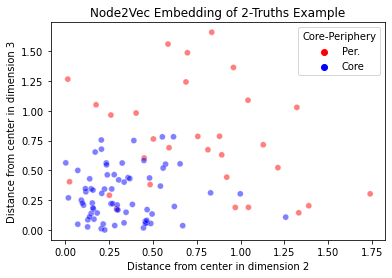 Node2Vec Embedding of 2-Truths Example
Core-Periphery
Per.
Core
Distance from center in dimension 3
1.50
1.25
1.00
0.75
0.50
0.25
0.00
0.00 0.25 0.50 0.75 1.00 1.25 1.50 1.75
Distance from center in dimension 2